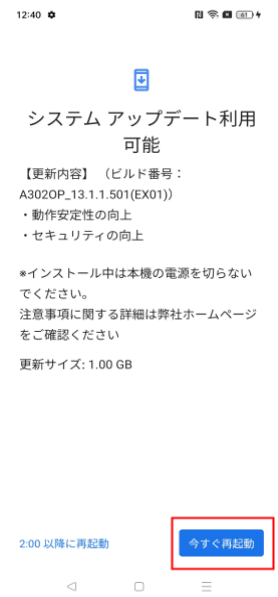 12:40
61
システム アップデート利用
可能
【更新内容】 （ビルド番号：
A302OP_13.1.1.501(EX01)）
・動作安定性の向上
・セキュリティの向上
※インストール中は本機の電源を切らない
でください。
注意事項に関する詳細は弊社ホームページ
をご確認ください
更新サイズ: 1.00 GB
2:00 以降に再起動
今すぐ再起動